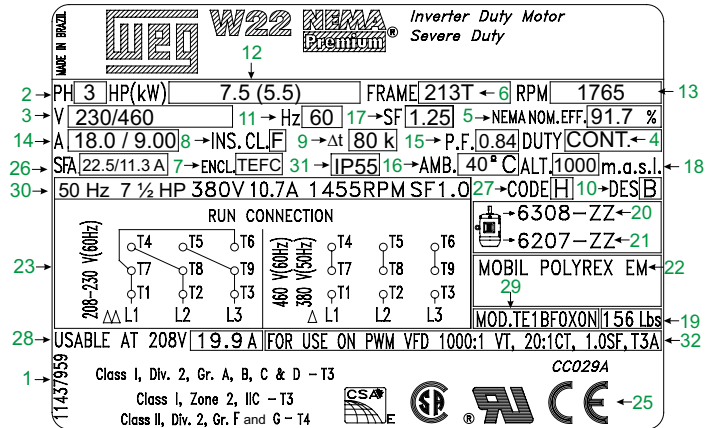 MADE IN BRAZIL
WEG W22 NEMA Premium® Inverter Duty Motor
Severe Duty
12
2 PH 3 HP(kW) 7.5 (5.5) FRAME 213T 6 RPM 1765 13
3 V 230/460 11 Hz 60 17 SF 1.25 5 NEMA NOM.EFF. 91.7 %
14 A 18.0 / 9.00 8 INS. CL. F 9 Δt 80 k 15 P.F. 0.84 DUTY CONT. 4
26 SFA 22.5/11.3 A 7 ENCL. TEFC 31 IP55 16 AMB. 40°C ALT. 1000 m.a.s.l. 18
30 50 Hz 7 ½ HP 380V 10.7A 1455RPM SF1.0 27 CODE H 10 DES B
RUN CONNECTION
23
208-230 V(60Hz)
T4 T5 T6
T7 T8 T9
T1 T2 T3
ΔΔ L1 L2 L3
460 V(60Hz)
380 V(50Hz)
T4 T5 T6
T7 T8 T9
T1 T2 T3
Δ L1 L2 L3
6308-ZZ 20
6207-ZZ 21
MOBIL POLYREX EM 22
29
MOD.TE1BF0X0N 156 Lbs 19
28 USABLE AT 208V 19.9 A FOR USE ON PWM VFD 1000:1 VT, 20:1CT, 1.0SF,T3A 32
1 11437959
Class I, Div. 2, Gr. A, B, C & D - T3
Class I, Zone 2, IIC - T3
Class II, Div. 2, Gr. F and G - T4
CSA E
SA ® UR
CC029A
CE 25